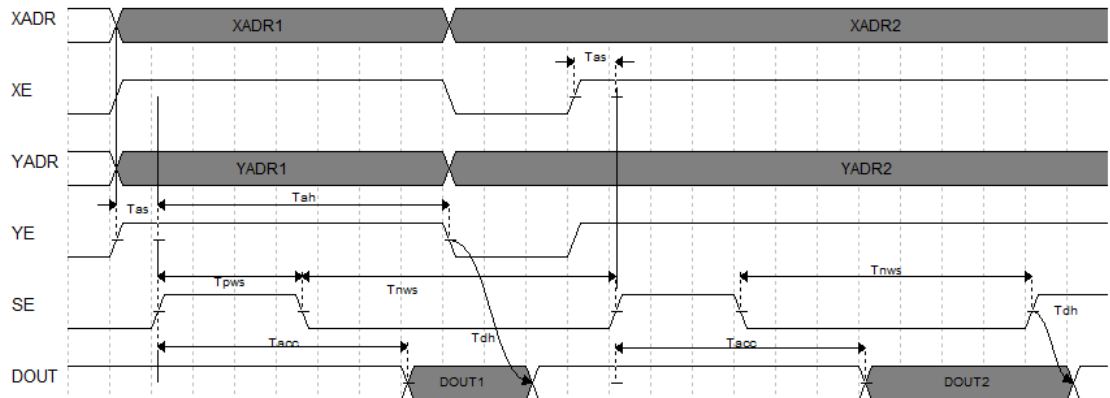 XADR XADR1 XADR2
Tas
XE
YADR YADR1 YADR2
Tas Tah
YE
Tpws Tnws Tnws
SE
Tacc Tdh Tacc Tdh
DOUT DOUT1 DOUT2